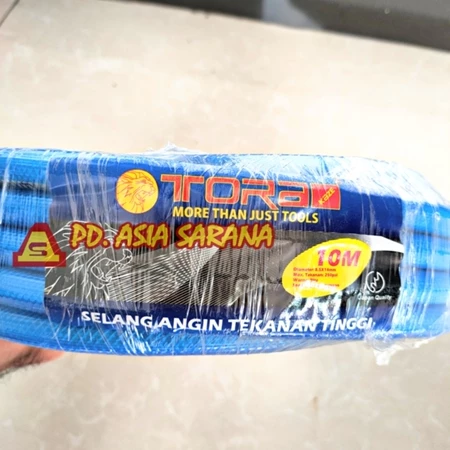 TORA
MORE THAN JUST TOOLS
PD. ASIA SARANA
10M
SELANG ANGIN TEKANAN TINGGI